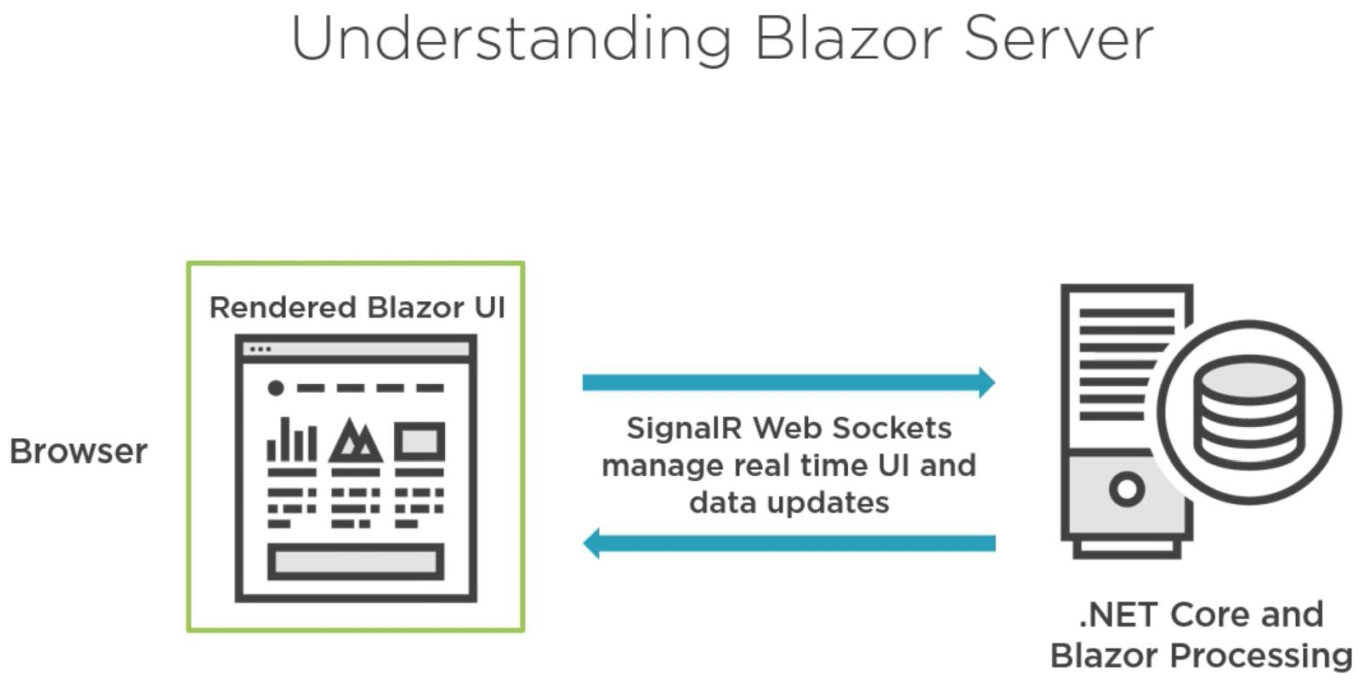 Understanding Blazor Server
Rendered Blazor UI
Browser
SignalR Web Sockets
manage real time UI and
data updates
.NET Core and
Blazor Processing